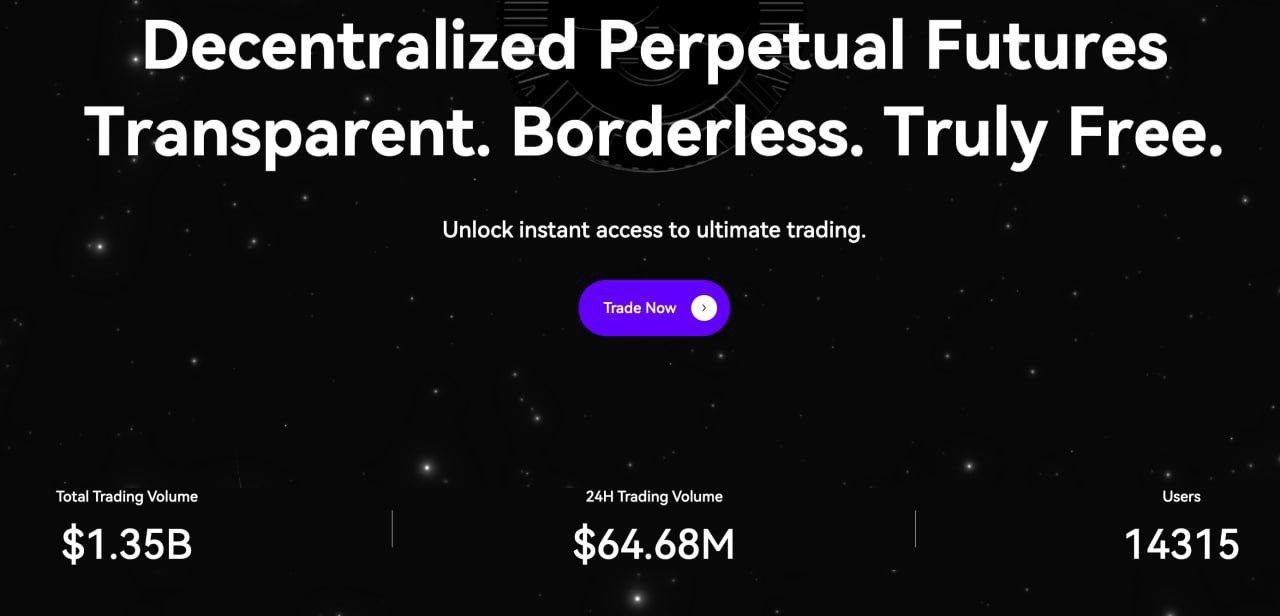 Decentralized Perpetual Futures
Transparent. Borderless. Truly Free.
Unlock instant access to ultimate trading.
Trade Now
Total Trading Volume
$1.35B
24H Trading Volume
$64.68M
Users
14315